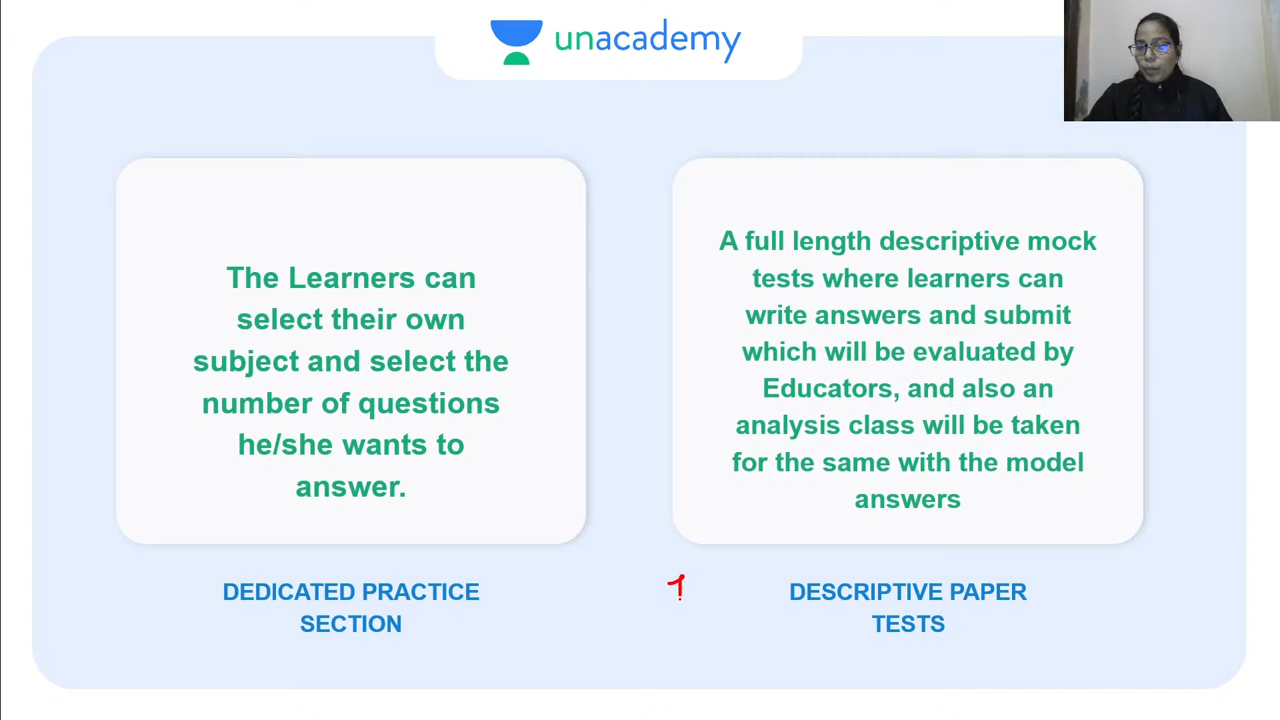 unacademy
The Learners can
select their own
subject and select the
number of questions
he/she wants to
answer.
DEDICATED PRACTICE
SECTION
A full length descriptive mock
tests where learners can
write answers and submit
which will be evaluated by
Educators, and also an
analysis class will be taken
for the same with the model
answers
DESCRIPTIVE PAPER
TESTS